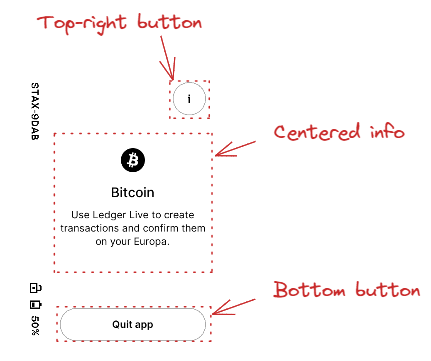 Top-right button
i
STAX-9DAB
Centered info
Bitcoin
Use Ledger Live to create
transactions and confirm them
on your Europa.
Bottom button
50%
Quit app